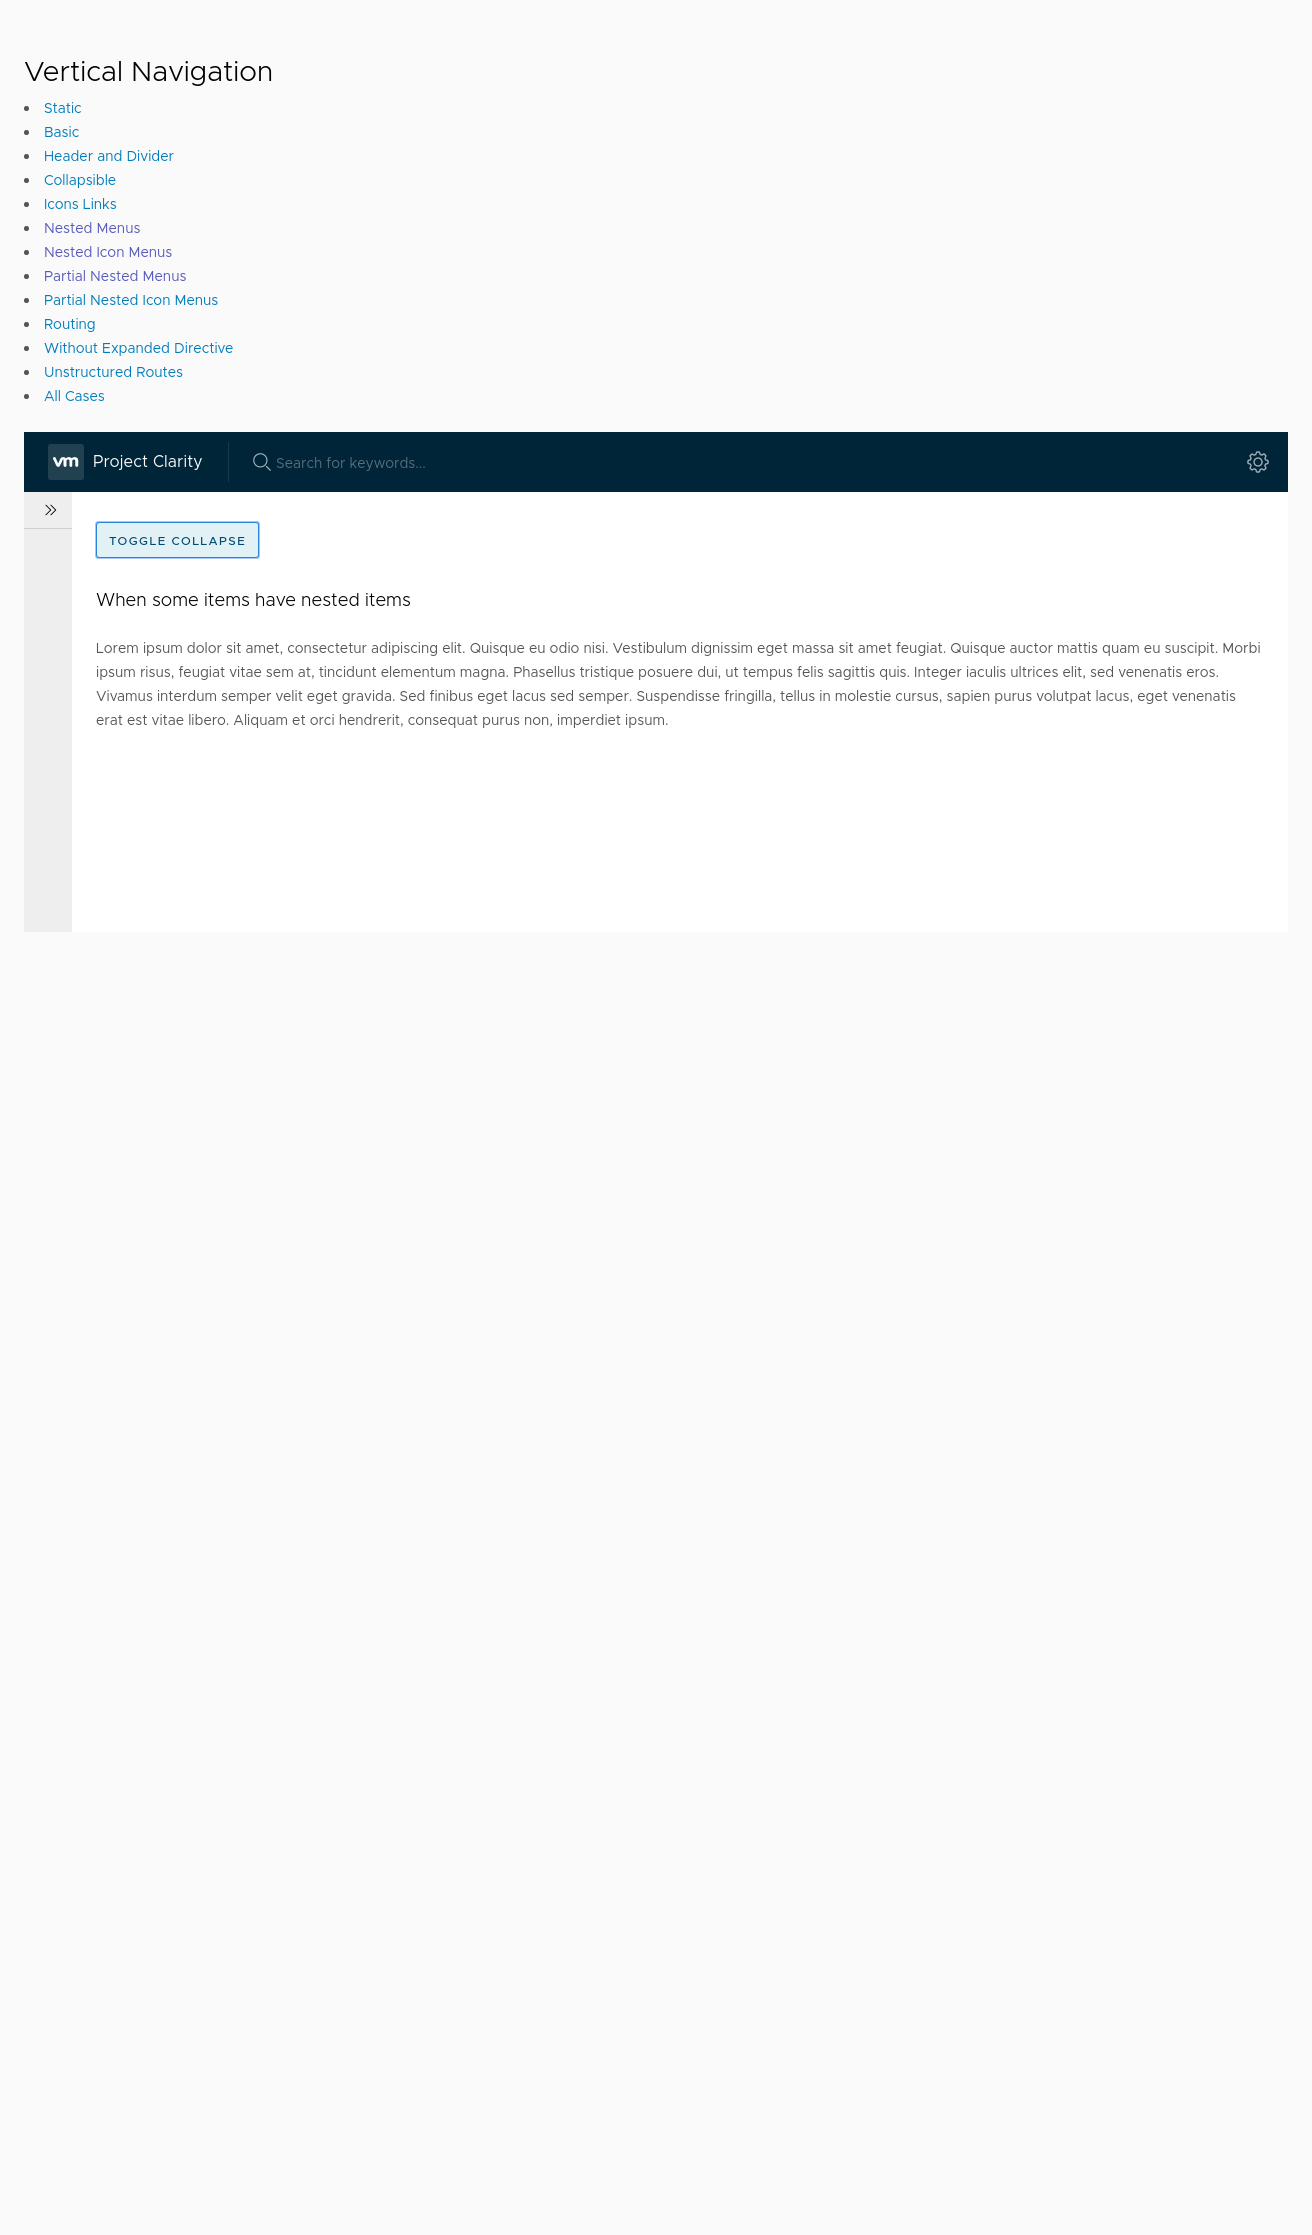 Vertical Navigation
Static
Basic
Header and Divider
Collapsible
Icons Links
Nested Menus
Nested Icon Menus
Partial Nested Menus
Partial Nested Icon Menus
Routing
Without Expanded Directive
Unstructured Routes
All Cases
vm Project Clarity Search for keywords...
TOGGLE COLLAPSE
When some items have nested items
Lorem ipsum dolor sit amet, consectetur adipiscing elit. Quisque eu odio nisi. Vestibulum dignissim eget massa sit amet feugiat. Quisque auctor mattis quam eu suscipit. Morbi
ipsum risus, feugiat vitae sem at, tincidunt elementum magna. Phasellus tristique posuere dui, ut tempus felis sagittis quis. Integer iaculis ultrices elit, sed venenatis eros.
Vivamus interdum semper velit eget gravida. Sed finibus eget lacus sed semper. Suspendisse fringilla, tellus in molestie cursus, sapien purus volutpat lacus, eget venenatis
erat est vitae libero. Aliquam et orci hendrerit, consequat purus non, imperdiet ipsum.